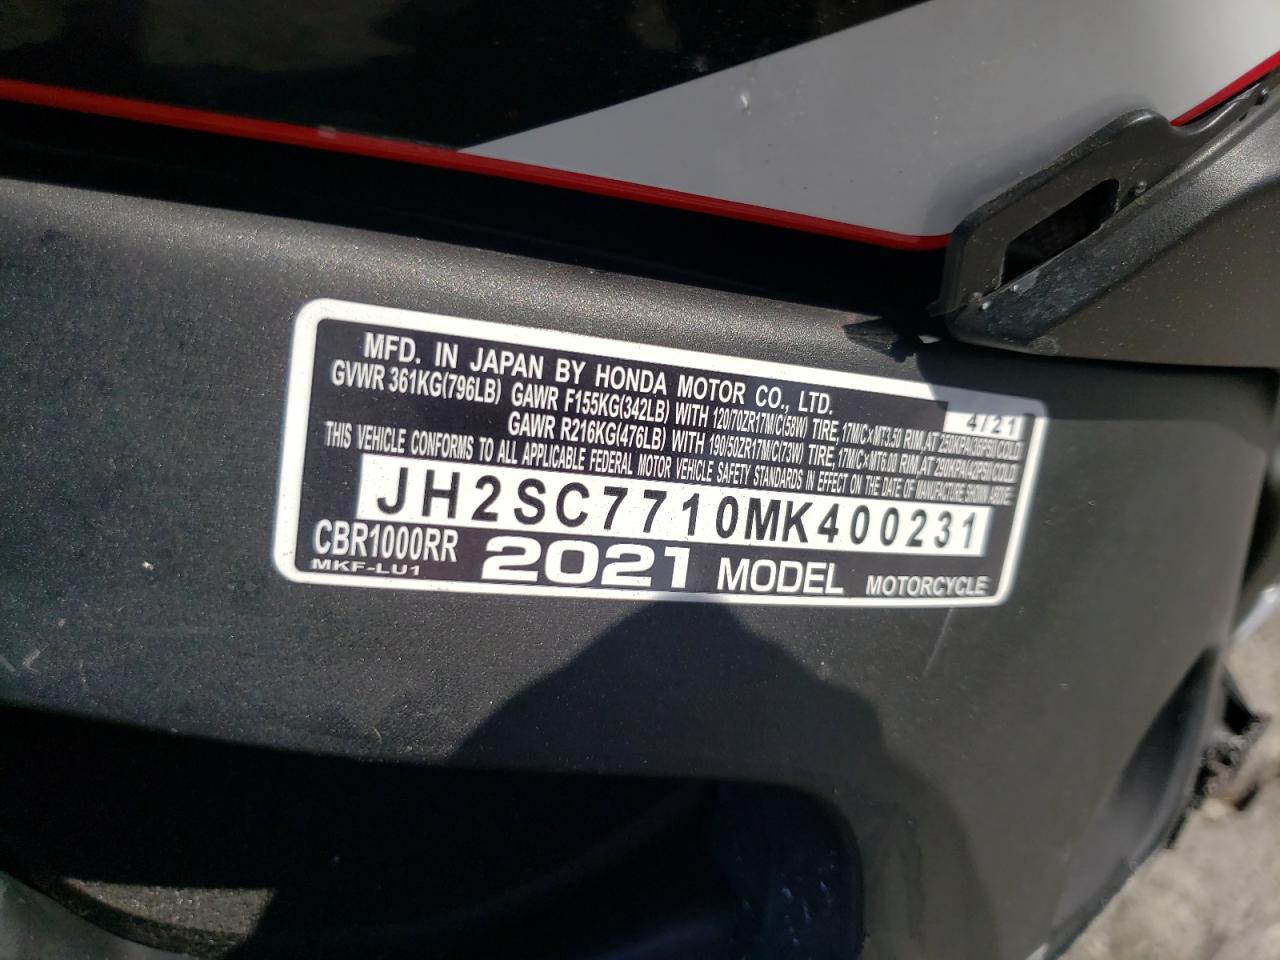 MFD. IN JAPAN BY HONDA MOTOR CO., LTD. 4/21
GVWR 361KG(796LB) GAWR F155KG(342LB) WITH 120/70ZR17M/C(58W) TIRE, 17M/C×MT3.50 RIM, AT 250KPA(36PSI)COLD
GAWR R216KG(476LB) WITH 190/50ZR17M/C(73W) TIRE, 17M/C×MT6.00 RIM, AT 290KPA(42PSI)COLD
THIS VEHICLE CONFORMS TO ALL APPLICABLE FEDERAL MOTOR VEHICLE SAFETY STANDARDS IN EFFECT ON THE DATE OF MANUFACTURE SHOWN ABOVE.
JH2SC7710MK400231
CBR1000RR 2021 MODEL MOTORCYCLE
MKF-LU1